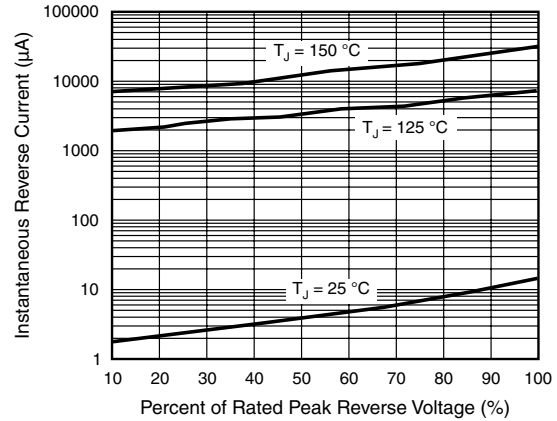 Instantaneous Reverse Current (μA)
100000
10000
1000
100
10
1
T_J = 150 °C
T_J = 125 °C
T_J = 25 °C
10 20 30 40 50 60 70 80 90 100
Percent of Rated Peak Reverse Voltage (%)